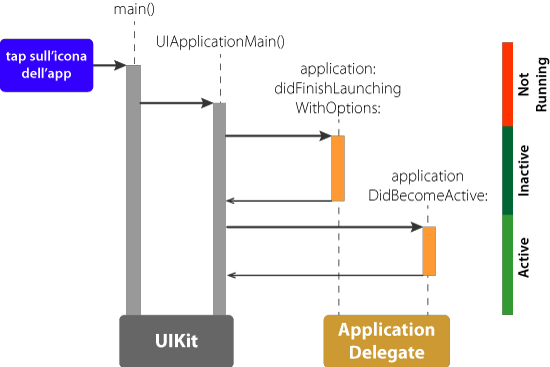 main()
UIApplicationMain()
tap sull'icona
dell'app
application:
didFinishLaunching
WithOptions:
application
DidBecomeActive:
Not
Running
Inactive
Active
UIKit
Application
Delegate